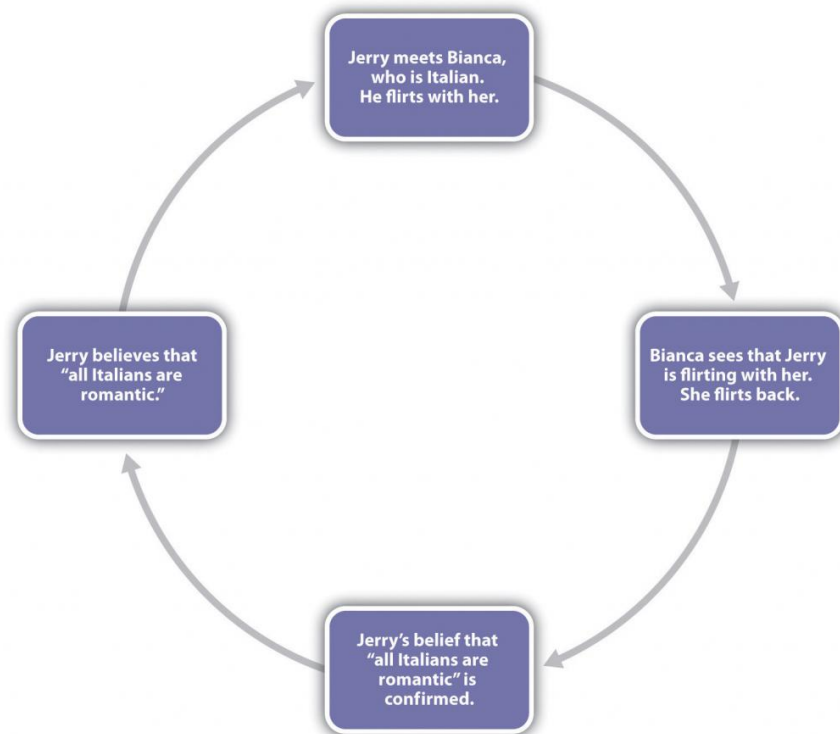 Jerry meets Bianca,
who is Italian.
He flirts with her.
Bianca sees that Jerry
is flirting with her.
She flirts back.
Jerry’s belief that
“all Italians are
romantic” is
confirmed.
Jerry believes that
“all Italians are
romantic.”